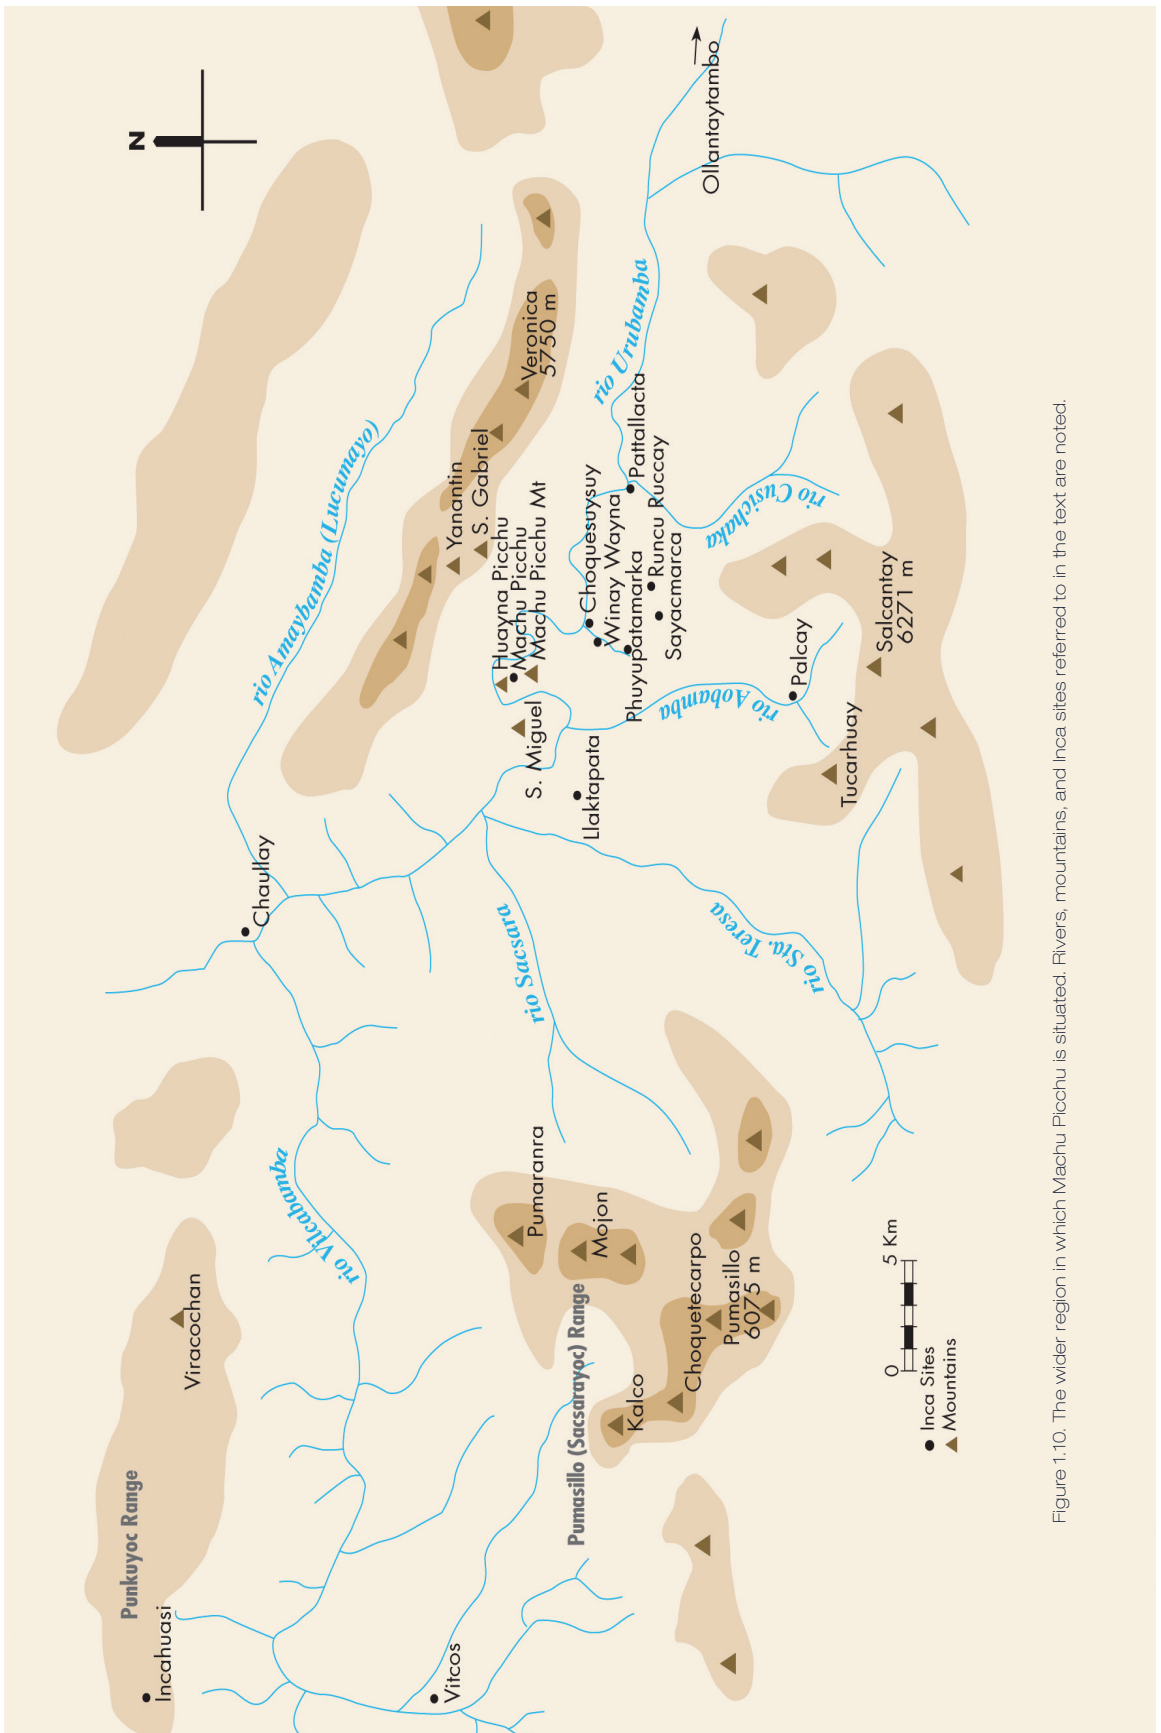 N
Punkuyoc Range
Incahuasi
Viracochan
rio Vilcabamba
Chaullay
rio Amaybamba (Lucumayo)
Vitcos
Pumasillo (Sacsarayoc) Range
Pumaranra
Mojon
Kalco
Choquetecarpo
Pumasillo
6075 m
rio Sacsara
rio Sta. Teresa
Yanantin
S. Gabriel
Veronica
5750 m
Huayna Picchu
Machu Picchu
Machu Picchu Mt
S. Miguel
Llaktapata
Choquesuysuy
Winay Wayna
Phuyupatamarka
Pattallacta
Runcu Ruccay
Sayacmarca
rio Urubamba
Ollantaytambo
rio Cusichaka
rio Aobamba
Palcay
Salcantay
6271 m
Tucarhuay
0 5 Km
Inca Sites
Mountains
Figure 1.10. The wider region in which Machu Picchu is situated. Rivers, mountains, and Inca sites referred to in the text are noted.